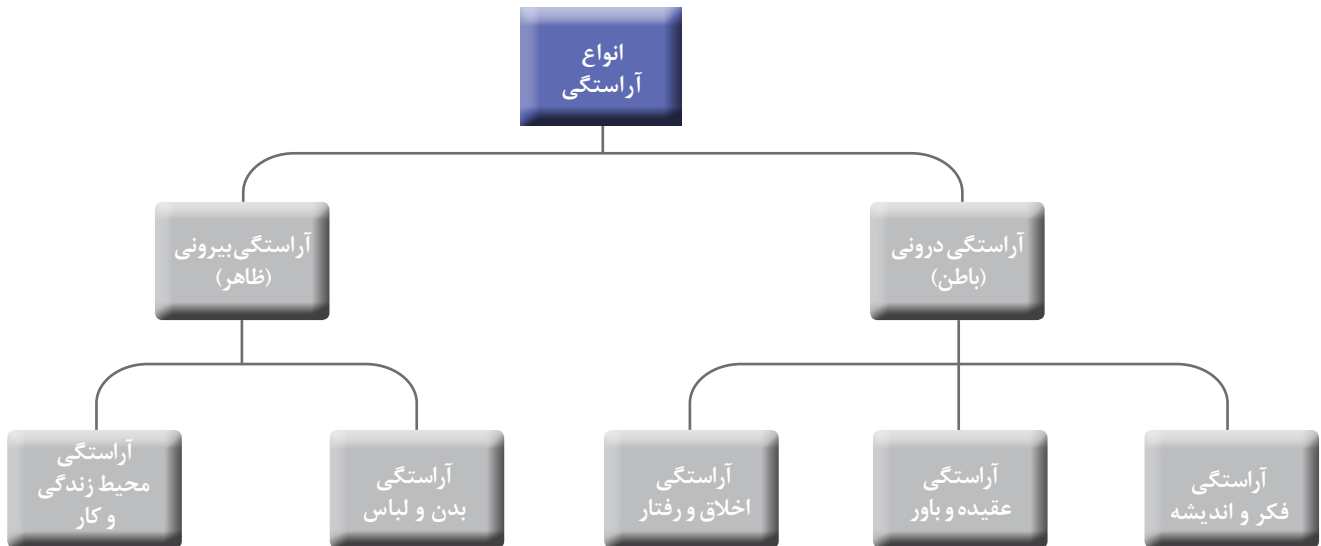 انواع
آراستگی
آراستگی درونی
(باطن)
آراستگی بیرونی
(ظاهر)
آراستگی
فکر و اندیشه
آراستگی
عقیده و باور
آراستگی
اخلاق و رفتار
آراستگی
بدن و لباس
آراستگی
محیط زندگی
و کار